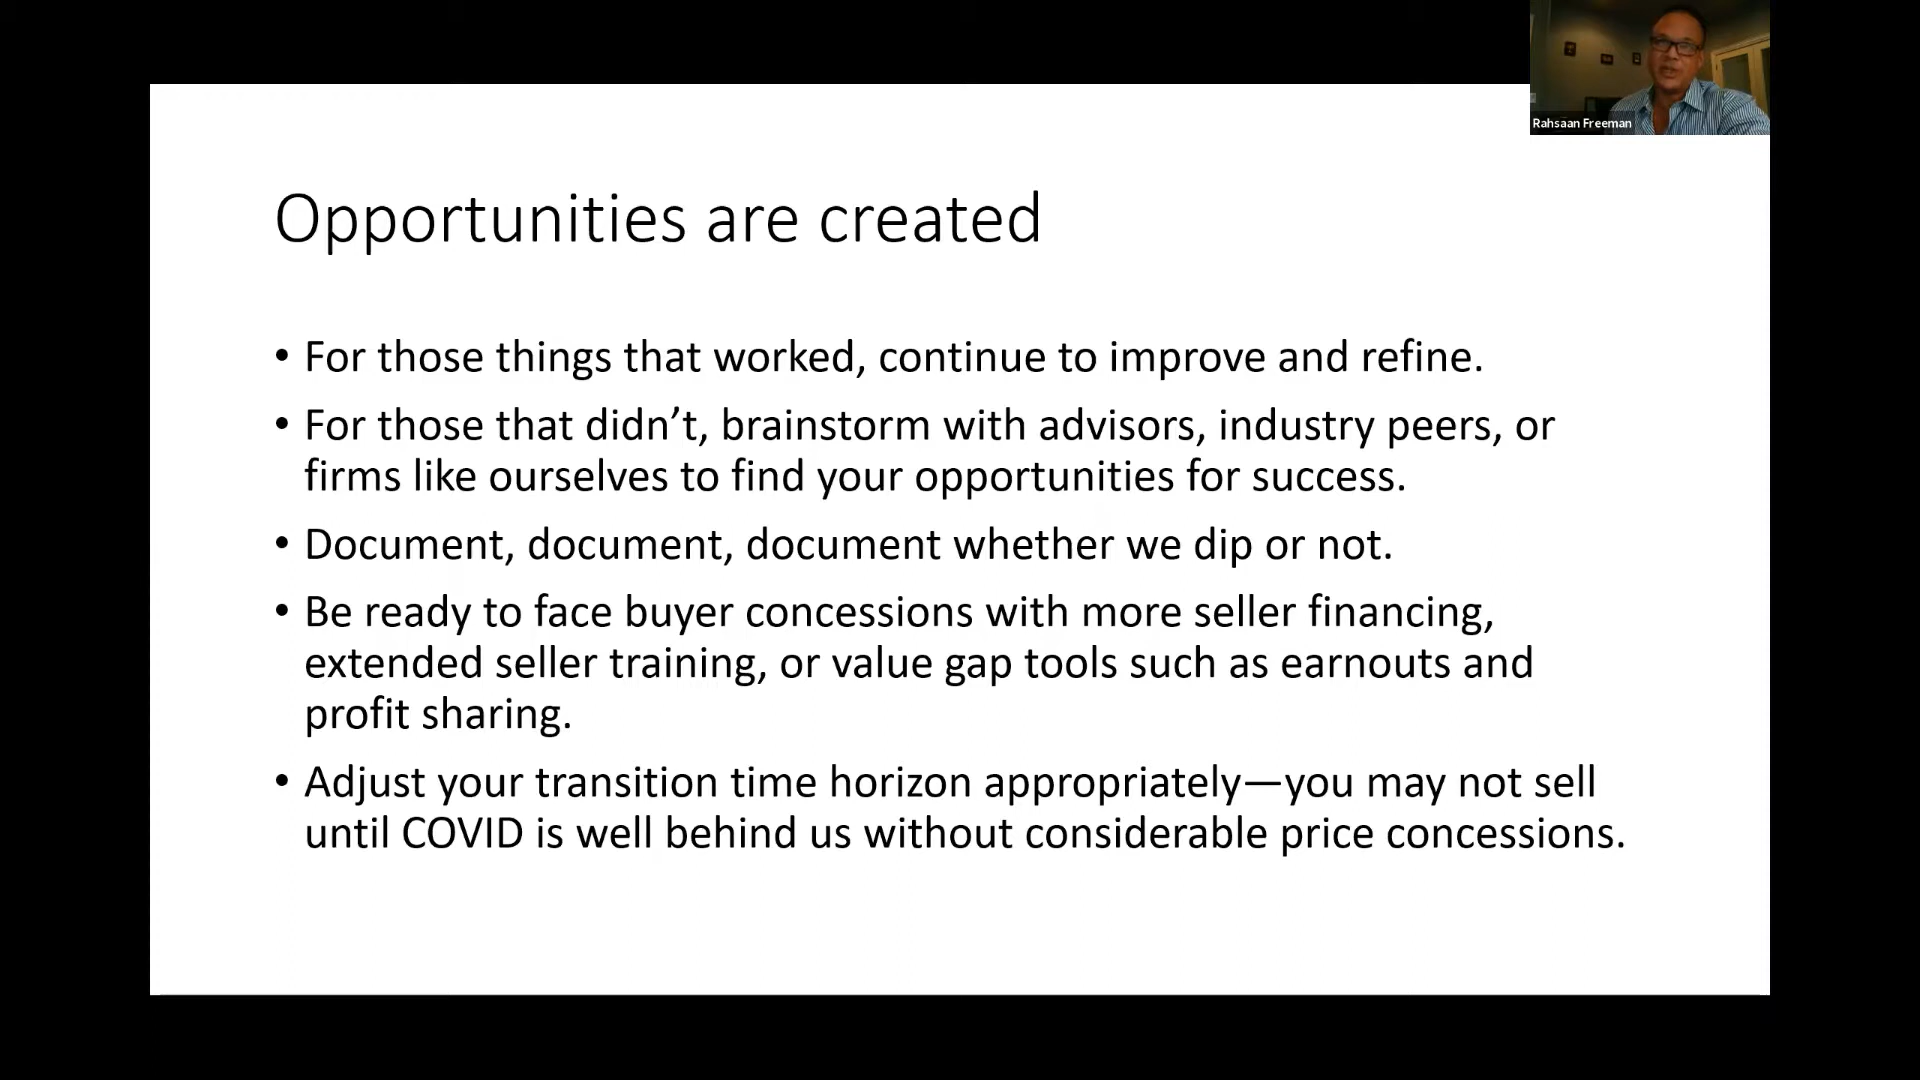 Rahsaan Freeman
Opportunities are created
• For those things that worked, continue to improve and refine.
• For those that didn’t, brainstorm with advisors, industry peers, or
firms like ourselves to find your opportunities for success.
• Document, document, document whether we dip or not.
• Be ready to face buyer concessions with more seller financing,
extended seller training, or value gap tools such as earnouts and
profit sharing.
• Adjust your transition time horizon appropriately—you may not sell
until COVID is well behind us without considerable price concessions.